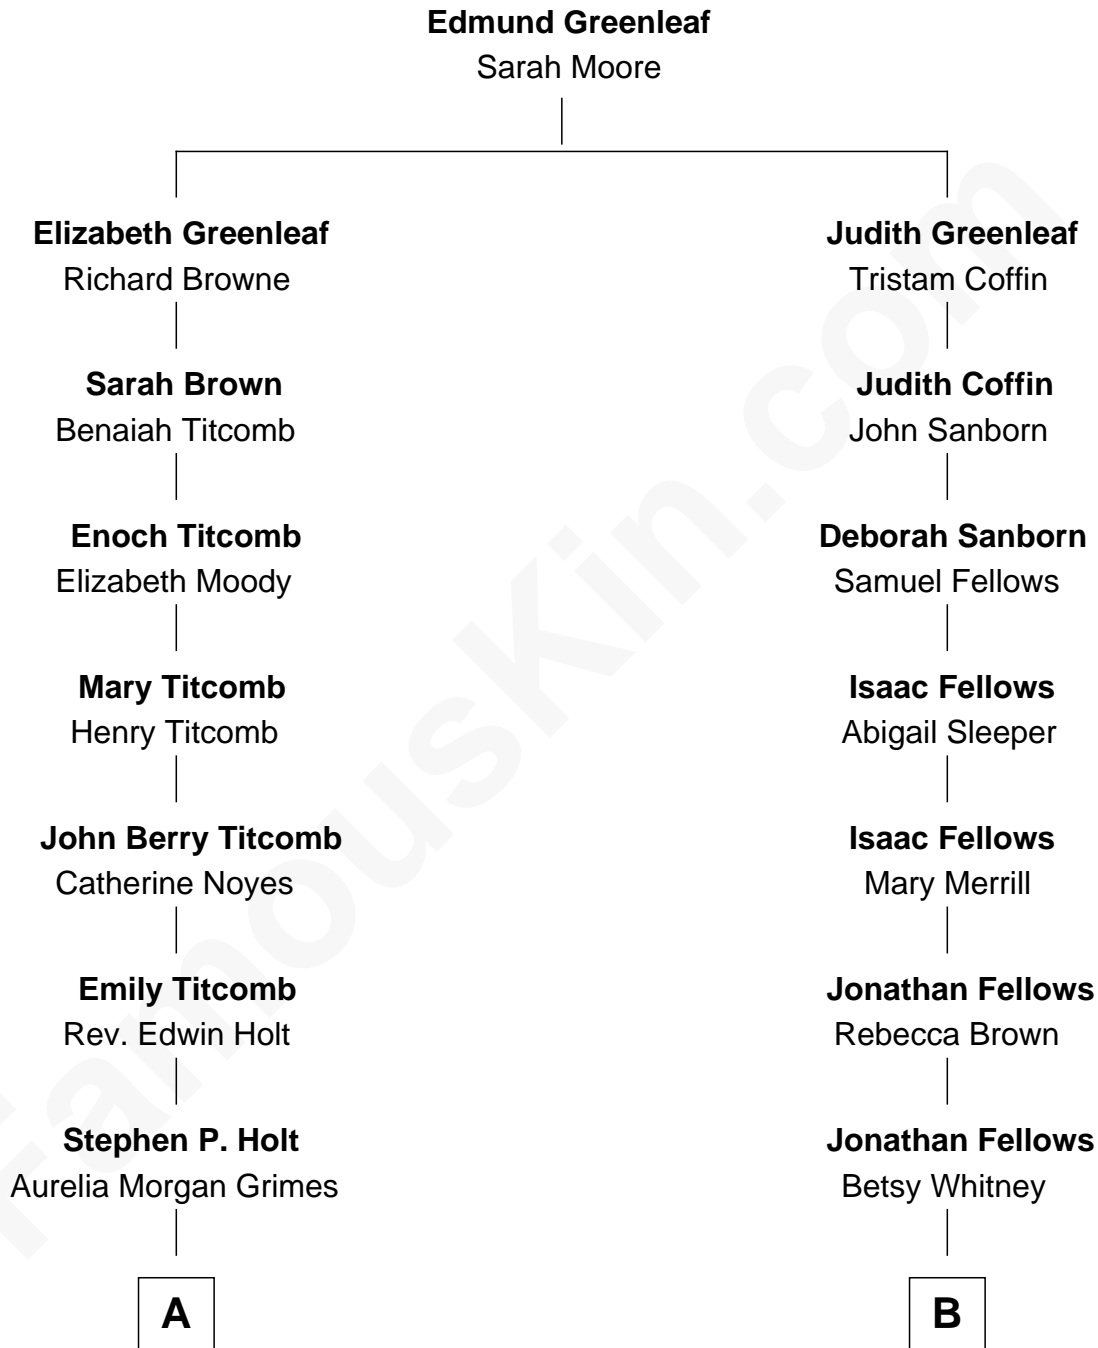 Edmund Greenleaf
Sarah Moore
Elizabeth Greenleaf
Richard Browne
Judith Greenleaf
Tristam Coffin
Sarah Brown
Benaiah Titcomb
Judith Coffin
John Sanborn
Enoch Titcomb
Elizabeth Moody
Deborah Sanborn
Samuel Fellows
Mary Titcomb
Henry Titcomb
Isaac Fellows
Abigail Sleeper
John Berry Titcomb
Catherine Noyes
Isaac Fellows
Mary Merrill
Emily Titcomb
Rev. Edwin Holt
Jonathan Fellows
Rebecca Brown
Stephen P. Holt
Aurelia Morgan Grimes
Jonathan Fellows
Betsy Whitney
A
B
FamousKin.com